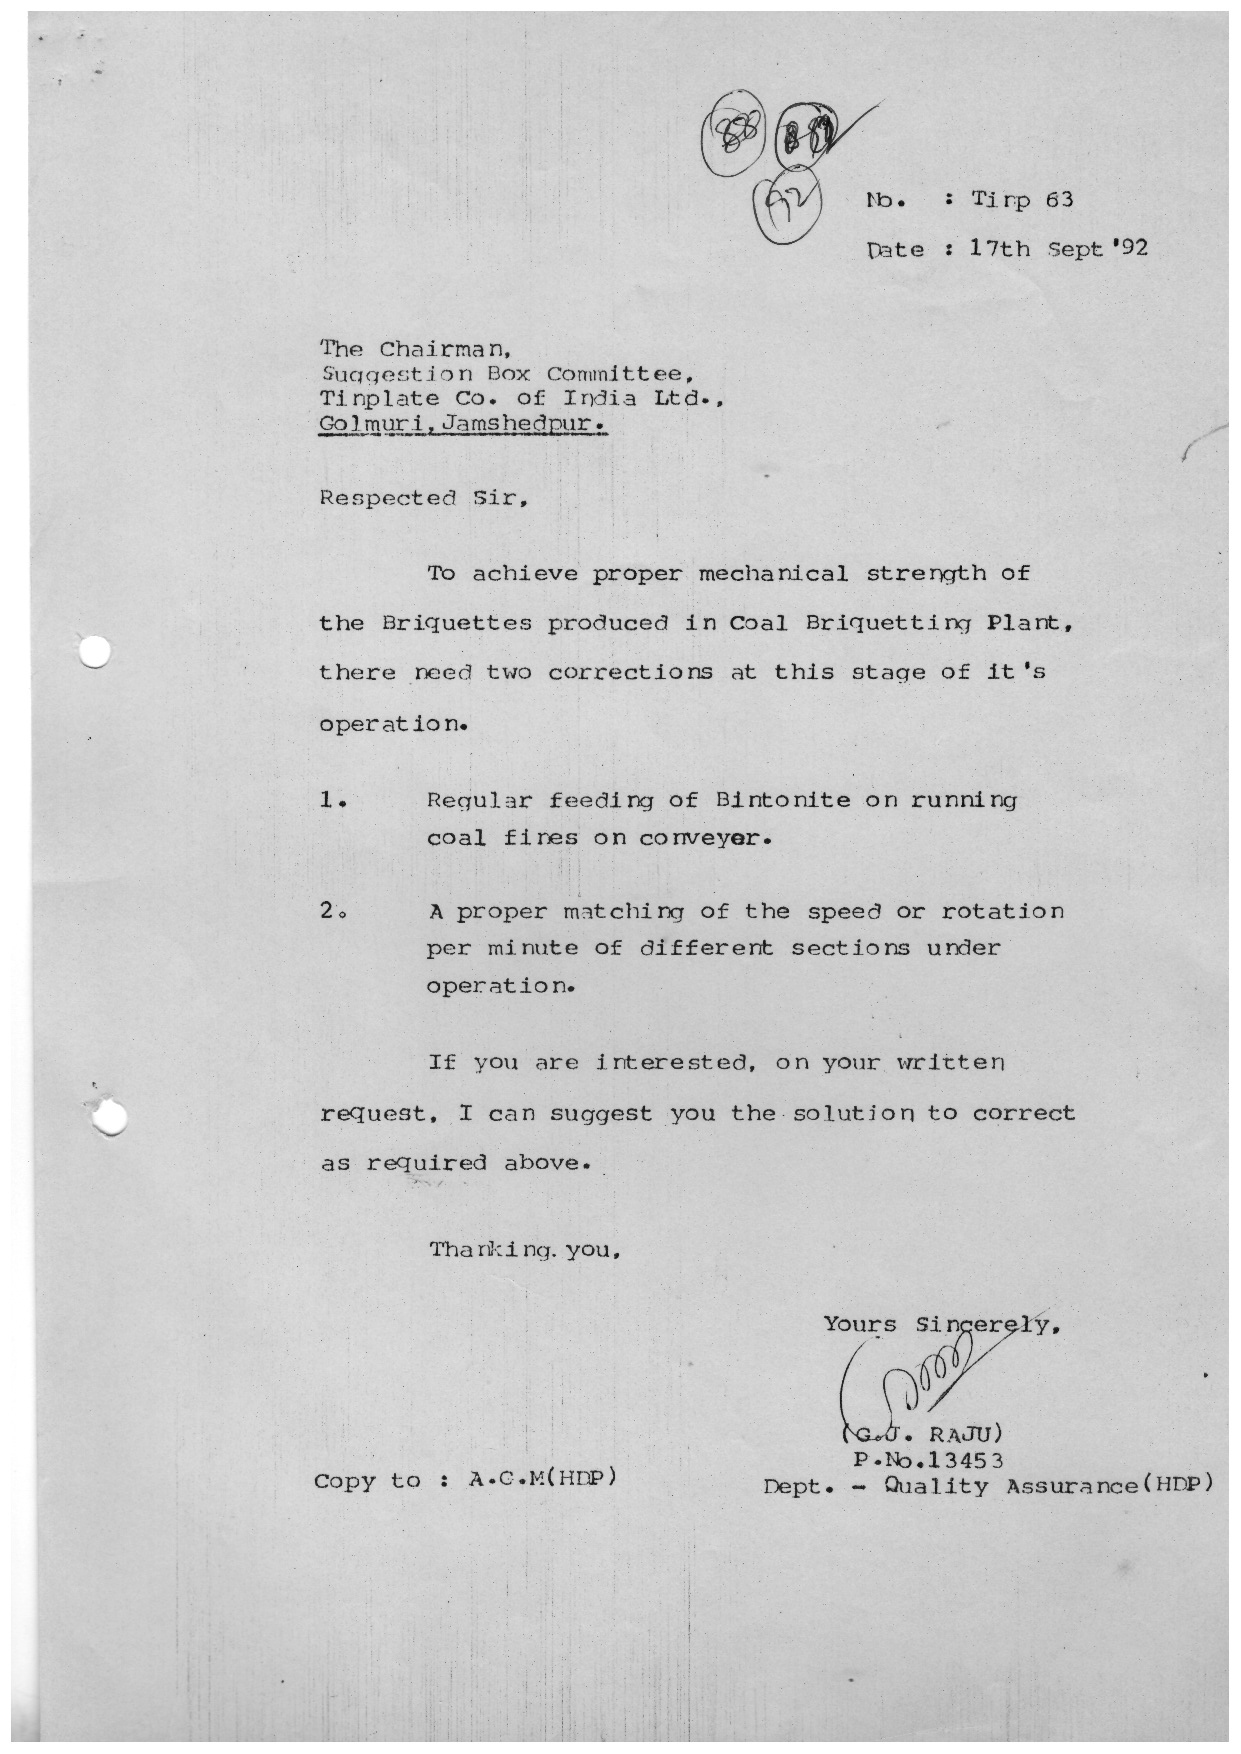 88
92
No. : Tirp 63
Date : 17th Sept '92
The Chairman,
Suggestion Box Committee,
Tinplate Co. of India Ltd.,
Golmuri, Jamshedpur.
Respected Sir,
To achieve proper mechanical strength of
the Briquettes produced in Coal Briquetting Plant,
there need two corrections at this stage of it's
operation.
1. Regular feeding of Bintonite on running
coal fines on conveyer.
2. A proper matching of the speed or rotation
per minute of different sections under
operation.
If you are interested, on your written
request, I can suggest you the solution to correct
as required above.
Thanking you,
Yours Sincerely,
(G.J. RAJU)
P.No.13453
Copy to : A.G.M(HDP) Dept. - Quality Assurance(HDP)